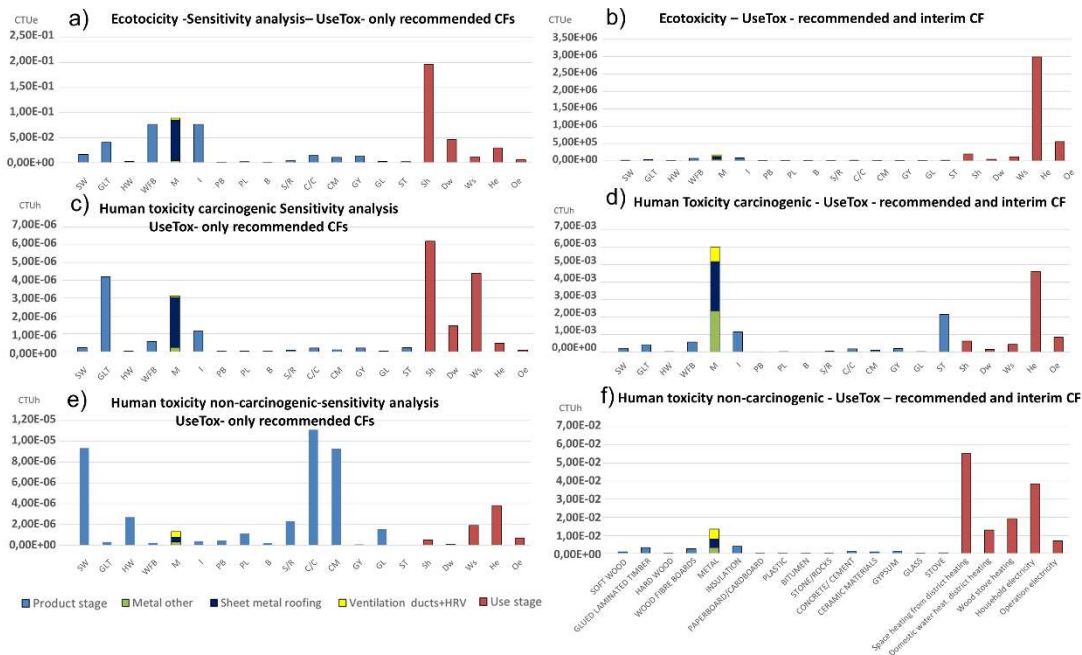 a) Ecotocicity -Sensitivity analysis– UseTox- only recommended CFs
CTUe
2,50E-01
2,00E-01
1,50E-01
1,00E-01
5,00E-02
0,00E+00
SW GLT HW WFB M I PB PL B S/R C/C CM GY GL ST Sh Dw Ws He Oe
b) Ecotoxicity – UseTox - recommended and interim CF
CTUe
3,50E+06
3,00E+06
2,50E+06
2,00E+06
1,50E+06
1,00E+06
5,00E+05
0,00E+00
SW GLT HW WFB M I PB PL B S/R C/C CM GY GL ST Sh Dw Ws He Oe
c) Human toxicity carcinogenic Sensitivity analysis
UseTox- only recommended CFs
CTUh
7,00E-06
6,00E-06
5,00E-06
4,00E-06
3,00E-06
2,00E-06
1,00E-06
0,00E+00
SW GLT HW WFB M I PB PL B S/R C/C CM GY GL ST Sh Dw Ws He Oe
d) Human Toxicity carcinogenic - UseTox - recommended and interim CF
CTUh
7,00E-03
6,00E-03
5,00E-03
4,00E-03
3,00E-03
2,00E-03
1,00E-03
0,00E+00
SW GLT HW WFB M I PB PL B S/R C/C CM GY GL ST Sh Dw Ws He Oe
e) Human toxicity non-carcinogenic-sensitivity analysis
UseTox- only recommended CFs
CTUh
1,20E-05
1,00E-05
8,00E-06
6,00E-06
4,00E-06
2,00E-06
0,00E+00
SW GLT HW WFB M I PB PL B S/R C/C CM GY GL ST Sh Dw Ws He Oe
f) Human toxicity non-carcinogenic - UseTox – recommended and interim CF
CTUh
7,00E-02
6,00E-02
5,00E-02
4,00E-02
3,00E-02
2,00E-02
1,00E-02
0,00E+00
SOFT WOOD
GLUED LAMINATED TIMBER
HARD WOOD
WOOD FIBRE BOARDS
METAL
INSULATION
PAPERBOARD/CARDBOARD
PLASTIC
BITUMEN
STONE/ROCKS
CONCRETE/ CEMENT
CERAMIC MATERIALS
GYPSUM
GLASS
STOVE
Space heating from district heating
Domestic water heat. district heating
Wood stove heating
Household electricity
Operation electricity
Product stage Metal other Sheet metal roofing Ventilation ducts+HRV Use stage